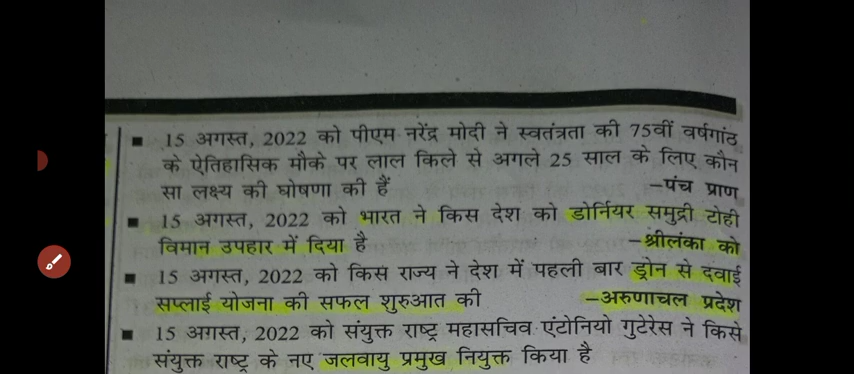 ▪ 15 अगस्त, 2022 को पीएम नरेंद्र मोदी ने स्वतंत्रता की 75वीं वर्षगांठ
के ऐतिहासिक मौके पर लाल किले से अगले 25 साल के लिए कौन
सा लक्ष्य की घोषणा की हैं –पंच प्राण
▪ 15 अगस्त, 2022 को भारत ने किस देश को डोर्नियर समुद्री टोही
विमान उपहार में दिया है –श्रीलंका को
▪ 15 अगस्त, 2022 को किस राज्य ने देश में पहली बार ड्रोन से दवाई
सप्लाई योजना की सफल शुरुआत की –अरुणाचल प्रदेश
▪ 15 अगस्त, 2022 को संयुक्त राष्ट्र महासचिव एंटोनियो गुटेरेस ने किसे
संयुक्त राष्ट्र के नए जलवायु प्रमुख नियुक्त किया है